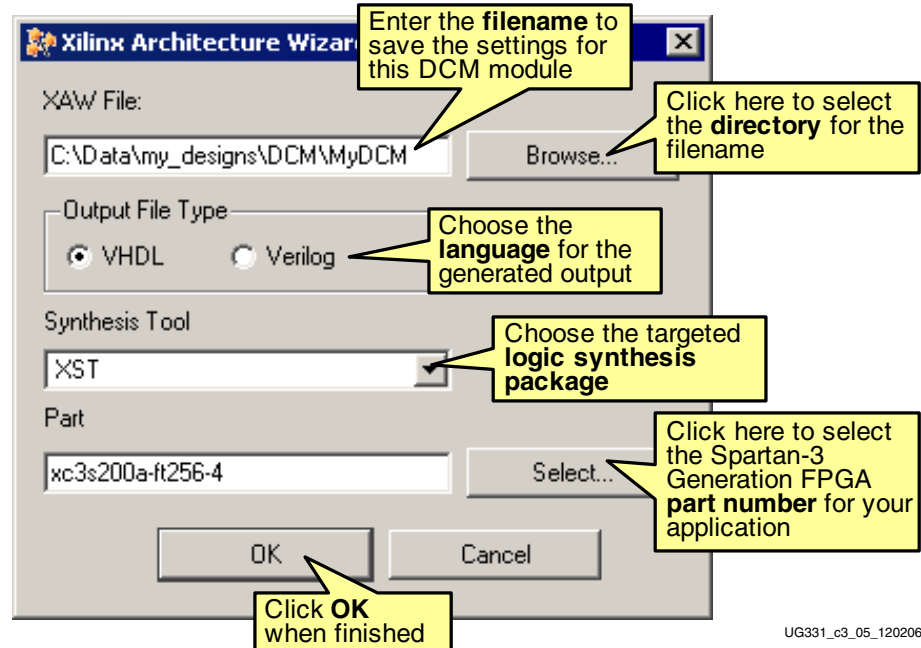 Xilinx Architecture
Enter the filename to
save the settings for
this DCM module
XAW File:
C:\Data\my_designs\DCM\MyDCM
Browse...
Click here to select
the directory for the
filename
Output File Type
VHDL
Verilog
Choose the
language for the
generated output
Synthesis Tool
XST
Choose the targeted
logic synthesis
package
Part
xc3s200a-ft256-4
Select...
Click here to select
the Spartan-3
Generation FPGA
part number for your
application
OK
Cancel
Click OK
when finished
UG331_c3_05_120206